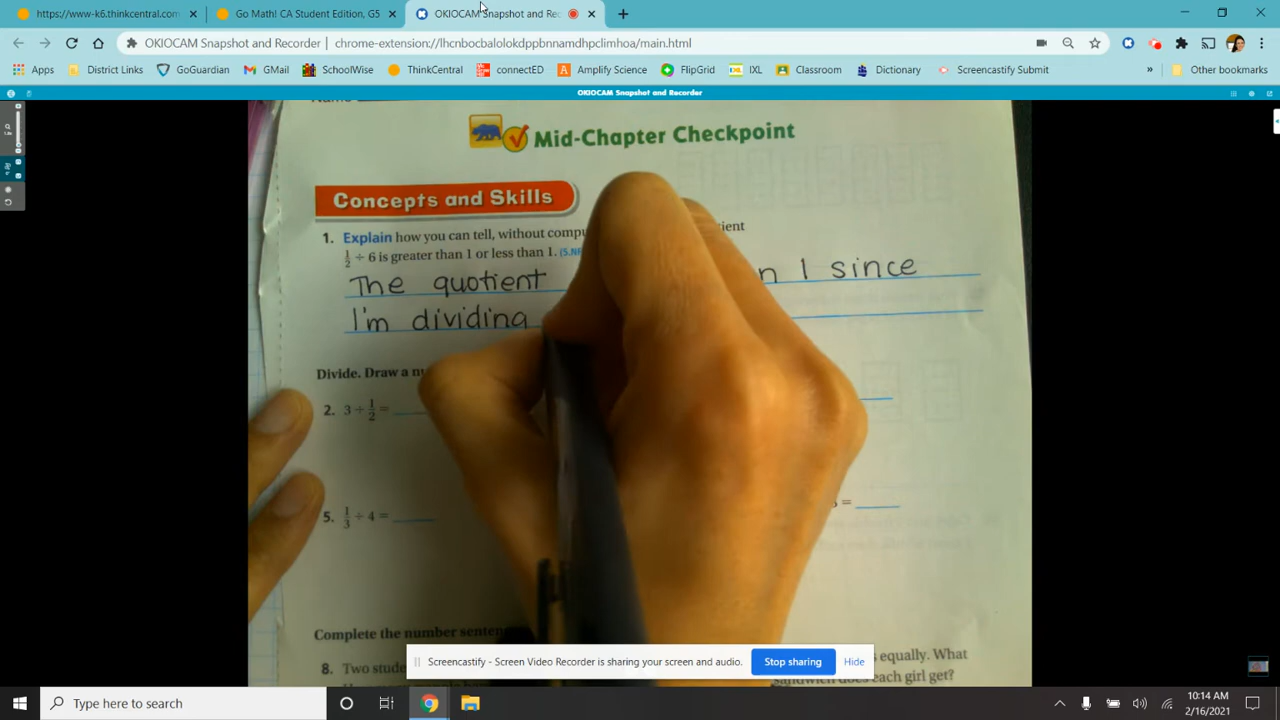 https://www-k6.thinkcentral.com
Go Math! CA Student Edition, G5
OKIOCAM Snapshot and Rec
OKIOCAM Snapshot and Recorder | chrome-extension://lhcnbocbalolokdppbnnamdhpclimhoa/main.html
Apps District Links GoGuardian GMail SchoolWise ThinkCentral connectED Amplify Science FlipGrid IXL Classroom Dictionary Screencastify Submit » Other bookmarks
OKIOCAM Snapshot and Recorder
Mid-Chapter Checkpoint
Concepts and Skills
1. Explain how you can tell, without compu ient
1/2 ÷ 6 is greater than 1 or less than 1.
The quotient n 1 since
I'm dividing
Divide. Draw a nu
2. 3 ÷ 1/2 =
5. 1/3 ÷ 4 =
=
Complete the number senten
8. Two stude s equally. What
sandwich does each girl get?
Screencastify - Screen Video Recorder is sharing your screen and audio. Stop sharing Hide
Type here to search
10:14 AM
2/16/2021